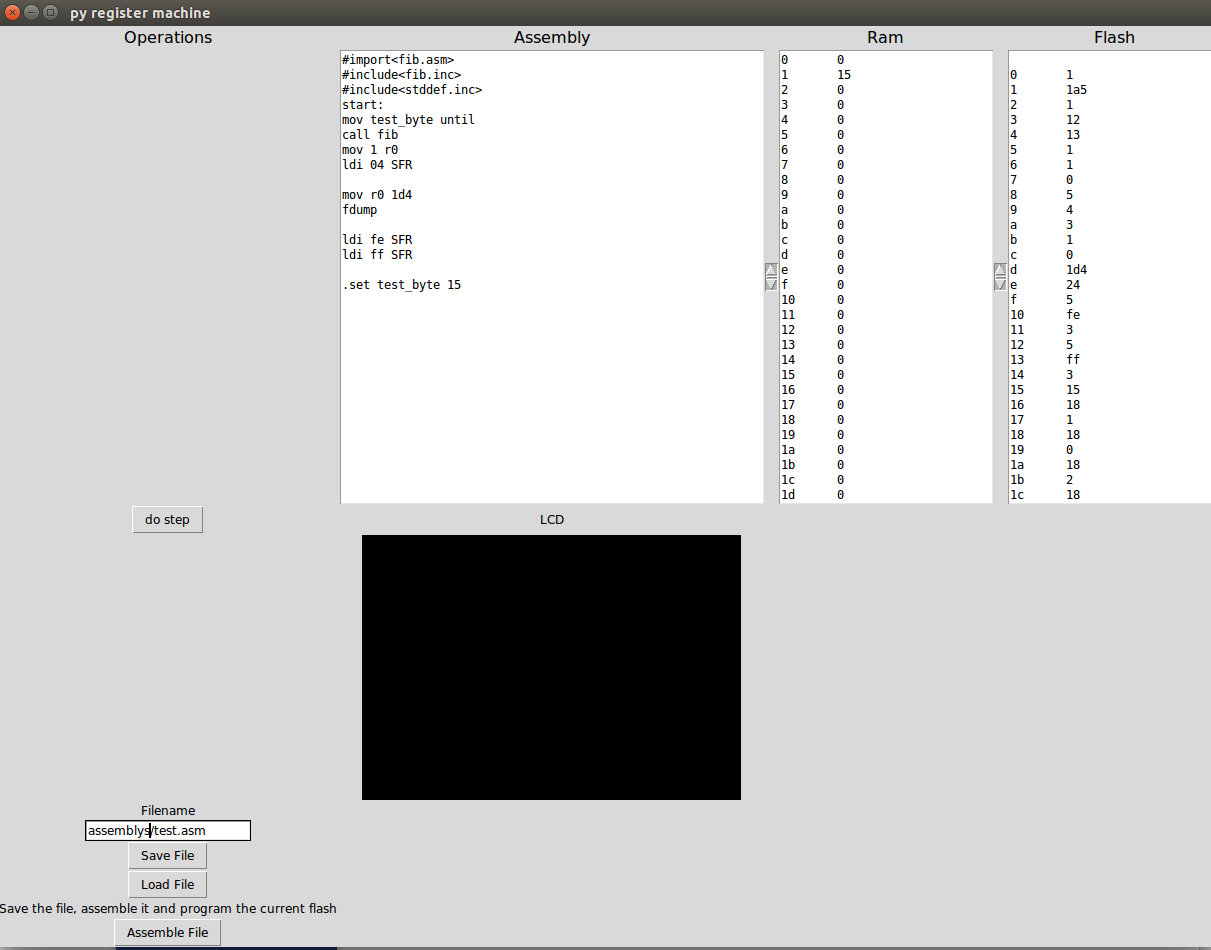 py register machine
Operations
Assembly
Ram
Flash
#import<fib.asm>
#include<fib.inc>
#include<stddef.inc>
start:
mov test_byte until
call fib
mov 1 r0
ldi 04 SFR
mov r0 1d4
fdump
ldi fe SFR
ldi ff SFR
.set test_byte 15
0 0
1 15
2 0
3 0
4 0
5 0
6 0
7 0
8 0
9 0
a 0
b 0
c 0
d 0
e 0
f 0
10 0
11 0
12 0
13 0
14 0
15 0
16 0
17 0
18 0
19 0
1a 0
1b 0
1c 0
1d 0
0 1
1 1a5
2 1
3 12
4 13
5 1
6 1
7 0
8 5
9 4
a 3
b 1
c 0
d 1d4
e 24
f 5
10 fe
11 3
12 5
13 ff
14 3
15 15
16 18
17 1
18 18
19 0
1a 18
1b 2
1c 18
do step
LCD
Filename
assemblys/test.asm
Save File
Load File
Save the file, assemble it and program the current flash
Assemble File